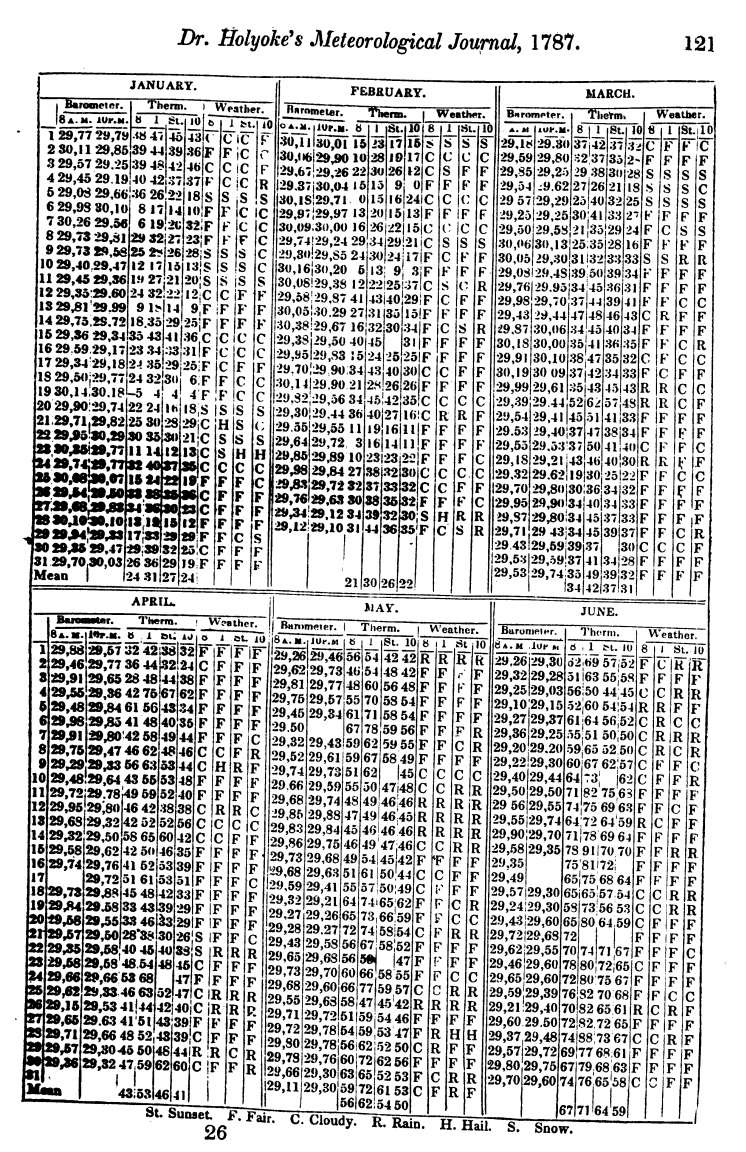 Dr. Holyoke's Meteorological Journal, 1787. 121
JANUARY.
Barometer. Therm. Weather.
8 A.M. 10P.M. 8 1 St. 10 8 1 St. 10
1 29,77 29,79 38 47 45 43 C C C F
2 30,11 29,85 39 44 39 36 F F C C
3 29,57 29.25 39 48 42 46 C C C C
4 29,45 29.19 40 42 37 37 F C C R
5 29,08 29,66 36 26 22 18 S S S S
6 29,98 30,10 8 17 14 10 F F C C
7 30,26 29.56 6 19 26 32 F F C C
8 29,73 29,31 29 32 27 23 F F F C
9 29,73 29,58 25 28 26 28 S S S C
10 29,40 29,47 12 17 15 13 S S S C
11 29,45 29,36 19 27 21 20 S S S S
12 29,35 29.60 24 32 22 12 C C F F
13 29,81 29.99 9 18 14 9 F F F F
14 29,75 28.72 18 35 29 25 F F F C
15 29,36 29,34 35 43 41 36 C C C C
16 29.59 29,17 23 34 33 31 F C C C
17 29,34 29,18 35 29 25 F C F C
18 29,50 29,77 24 32 30 6 F F C C
19 30,14 30.18 -5 4 4 4 F F F C
20 29,90 29,74 22 24 16 18 S S S S
21 29,71 29,82 25 30 28 29 C H S C
22 29,95 30,29 30 35 30 21 C S S S
23 30,35 29,77 11 14 12 13 C S H H
24 29,74 29,77 32 40 37 35 C C C C
25 30,08 30,07 15 24 22 19 F F C C
26 29,54 29,50 C C F F
27 29,68 29,83 C F F F
28 30,10 30,10 13 19 15 12 F F F F
29 29,94 29,33 17 33 29 29 F F C S
30 29,35 29.47 29 39 32 25 C F F F
31 29,70 30,03 26 36 29 19 F F F F
Mean 24 31 27 24
FEBRUARY.
Barometer. Therm. Weather.
8 A.M. 10P.M. 8 1 St. 10 8 1 St. 10
30,11 30,01 15 23 17 15 S S S S
30,06 29,90 10 28 19 17 C C C C
29,67 29,26 22 30 26 12 C S F F
29.37 30,04 15 15 9 0 F F F F
30,18 29,71 0 15 16 24 C C C C
29,97 29,97 13 20 15 13 F F F F
30,09 30,00 16 26 22 15 C C C C
29,74 29,24 29 34 29 21 C S S S
29,80 29,85 24 30 24 17 F C F F
30,16 30,20 5 13 9 3 F F F F
30,08 29,38 12 22 25 37 C S C R
29,58 29,87 41 43 40 29 F C F F
30,05 30,29 27 31 35 15 F F F F
30,38 29,67 16 32 30 34 F C S R
29,38 29,50 40 45 31 F F F F
29,95 29,83 15 24 25 25 F F F F
29,70 29,90 34 43 40 30 C C F F
30,14 29,90 21 28 26 26 F F F F
29,82 29,56 34 45 42 35 C C C C
29,30 29.44 36 40 27 16 C R R F
29.55 29,55 11 19 16 11 F F F F
29,64 29,72 3 16 14 11 F F F F
29,85 29,89 10 23 23 22 F F F C
29,98 29,84 27 38 32 30 C C C C
29,83 29,72 32 37 33 32 C C C C
29,76 29,63 30 38 35 32 F F F C
29,34 29,12 34 39 32 30 S H R R
29,12 29,10 31 44 36 35 F C S R
21 30 26 22
MARCH.
Barometer. Therm. Weather.
A.M 10P.M. 8 1 St. 10 8 1 St. 10
29,18 29.30 37 42 37 32 C F F C
29,59 29,80 32 37 35 F F F F
29,85 29,25 29 38 30 28 S S S S
29,54 29.62 27 26 21 18 S S S C
29 57 29,29 25 40 32 25 S S S S
29,25 29,25 30 41 33 27 F F F F
29,50 29,58 21 35 29 24 F C S S
30,06 30,13 25 35 28 16 F F F F
30,05 29,30 31 32 33 33 S S R R
29,08 29,48 39 50 39 34 F F F F
29,76 29,95 34 45 36 31 F F F F
29,98 29,70 37 44 39 41 F F C C
29,43 29,44 47 48 46 43 C R F F
29,87 30,06 34 45 40 34 F F F F
30,18 30,00 35 41 36 35 F F C R
29,91 30,10 38 47 35 32 C F C C
30,19 30 09 37 42 34 33 F F C F
29,99 29,61 35 43 45 43 R R C C
29,39 29,44 52 62 57 48 R R C F
29,54 29,41 45 51 41 33 F F F F
29,53 29,40 37 47 38 34 F F F F
29,55 29.53 37 50 41 40 C F F C
29,18 29,21 43 46 40 30 R R F F
29,32 29,62 19 30 25 22 F F F C
29,70 29,80 30 36 34 32 F F F F
29,95 29,90 34 40 34 33 F F F F
29,87 29,80 34 45 37 33 F F F F
29,71 29 43 34 45 39 37 F F C R
29.43 29,59 39 37 30 C C C F
29,53 29,59 37 41 34 28 F F F F
29,53 29,74 35 49 39 32 F F F F
34 42 37 31
APRIL.
Barometer. Therm. Weather.
8 A.M. 10P.M. 8 1 St. 10 8 1 St. 10
1 29,88 29,57 32 42 38 32 F F F F
2 29,46 29,77 36 44 32 24 C F F F
3 29,91 29,65 28 48 44 38 F F F F
4 29,55 29,36 42 75 67 62 F F F F
5 29,48 29,84 61 56 43 34 F F F F
6 29,98 29,85 41 48 40 35 F F F F
7 29,91 29,80 42 58 49 44 F F F C
8 29,75 29,47 46 62 48 46 C C F R
9 29,29 29,33 56 63 53 44 C H R F
10 29,48 29,64 43 55 53 48 F F F F
11 29,72 29,78 49 59 52 40 F F F F
12 29,95 29,80 46 42 38 38 C R R C
13 29,68 29,32 42 52 52 56 C C C C
14 29,32 29,50 58 65 60 42 C C F F
15 29,58 29,62 42 50 46 35 F F F F
16 29,74 29,76 41 52 53 39 F F F F
17 29,72 51 61 53 51 F F F C
18 29,73 29,88 45 48 42 33 F F F F
19 29,84 29,58 33 43 39 29 F F F F
20 29,58 29,55 33 46 33 29 F F F F
21 29,57 29,50 28 38 30 26 S F F C
22 29,35 29,58 40 45 40 38 S R R R
23 29,58 29,58 48 54 48 45 C F F F
24 29,66 29,66 53 68 47 F F F F
25 29,62 29,33 46 63 52 47 C R R R
26 29,15 29,53 41 44 42 40 C R R R
27 29,65 29,63 41 51 43 39 F F F F
28 29,71 29,66 48 52 43 39 C F F F
29 29,57 29,30 45 50 48 44 R R C R
30 29,36 29,32 47 59 62 60 C F F R
31
Mean 43 53 46 41
MAY.
Barometer. Therm. Weather.
8 A.M. 10P.M 8 1 St. 10 8 1 St. 10
29,26 29,46 56 54 42 42 R R R R
29,62 29,73 46 54 48 42 F F F F
29,81 29,77 48 60 56 48 F F F F
29.75 29,57 55 70 58 54 F F F F
29,45 29,34 61 71 58 54 F F F F
29.50 67 78 59 56 F F F F
29,32 29,43 59 62 59 55 F F C R
29,52 29,61 59 67 58 49 F F F F
29,74 29,73 51 62 45 C C C C
29.66 29,59 55 50 47 48 C C C R
29,68 29,74 48 49 46 46 R R R R
29,85 29,88 47 49 46 45 R R R R
29,83 29,84 45 46 46 46 R R R R
29,86 29,75 46 49 47 46 C C R R
29,73 29,68 49 54 45 42 F F F F
29,68 29,63 51 61 50 44 C C F F
29,59 29,41 55 57 50 49 C F F F
29,32 29,21 64 74 65 62 F C F F
29,27 29,26 65 73 66 59 F F C C
29,28 29,27 72 74 58 54 C F R R
29,43 29,58 56 67 58 52 F F F F
29,65 29,68 56 47 F F F F
29,73 29,70 60 66 58 55 F F C C
29,68 29,60 66 77 59 57 C C R R
29,55 29,63 58 47 45 42 R R R R
29,71 29,72 51 59 54 46 F F F F
29,72 29,78 54 59 53 47 F R H H
29,80 29,78 56 62 52 50 C R F F
29,78 29,76 60 72 62 56 F F F F
29,66 29,30 63 65 52 53 F C R R
29,11 29,30 59 72 61 53 C F R F
56 62 54 50
JUNE.
Barometer. Therm. Weather.
8 A.M. 10P M 8 1 St. 10 8 1 St. 10
29,26 29,30 62 69 57 52 F C R R
29,32 29,28 51 63 55 58 F F F F
29,25 29,03 56 50 44 45 C C R R
29,10 29,15 52 60 54 54 R R F F
29,27 29,37 61 64 56 52 C R C C
29,36 29,25 55 51 50 50 C R R R
29,20 29.20 59 65 52 50 C R C R
29,22 29,30 60 67 62 57 C F F C
29,40 29,44 64 73 62 C F F R
29,50 29,50 71 82 75 63 F F F F
29 56 29,55 74 75 69 63 F F C F
29,55 29,74 64 72 64 59 R C F F
29,90 29,70 71 78 69 64 F F F F
29,58 29,35 78 91 70 70 F F R R
29,35 75 81 72 F F F F
29,49 65 75 68 64 F F F F
29,57 29,30 65 65 57 54 C C R R
29,24 29,30 58 73 56 53 C C R R
29,43 29,60 65 80 64 59 C F F F
29,72 29,68 72 F F F C
29,62 29,55 70 74 71 67 F F F C
29,46 29,60 78 80 72 65 C F F F
29,65 29,60 72 80 75 67 F F F F
29,59 29,39 76 82 70 68 F F C C
29,21 29,40 70 82 65 61 R C R F
29,60 29.50 72 82 72 65 F F F F
29,37 29,48 74 88 73 67 C C R F
29,57 29,72 69 77 68 61 F F F F
29,80 29,75 67 79 68 63 F F F F
29,70 29,60 74 76 65 58 C C F F
67 71 64 59
St. Sunset. F. Fair. C. Cloudy. R. Rain. H. Hail. S. Snow.
26